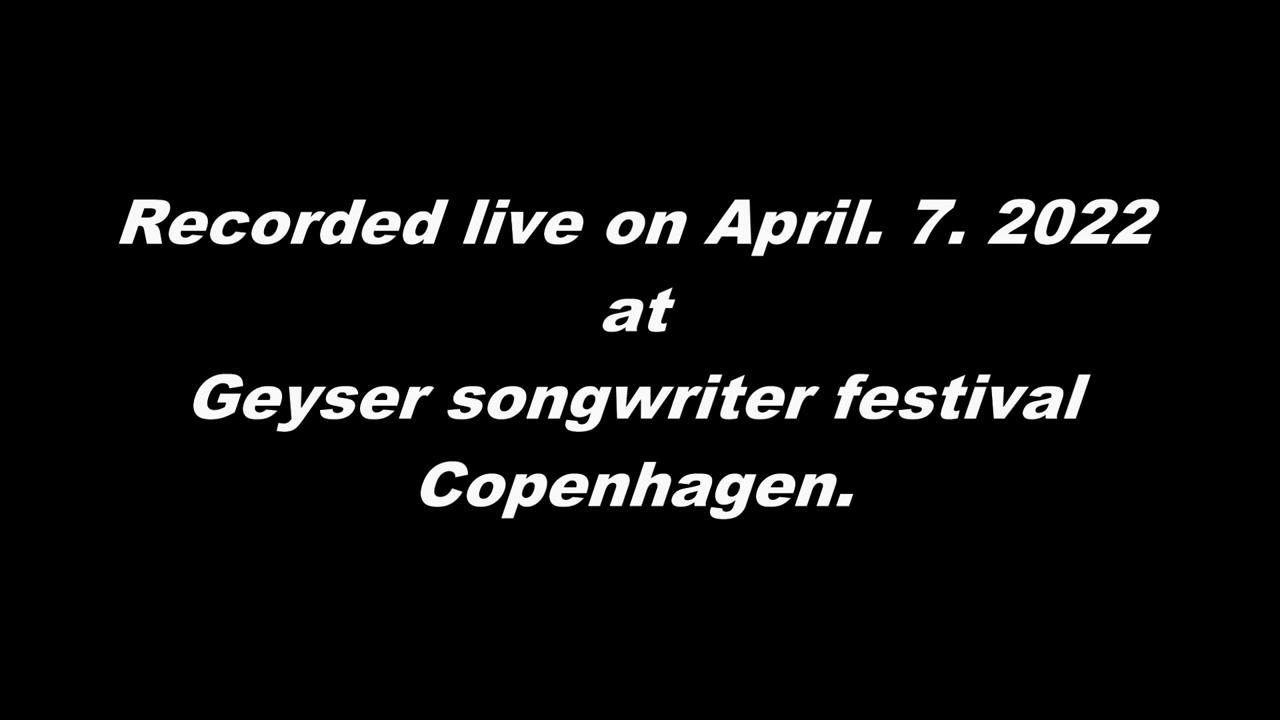 Recorded live on April. 7. 2022
at
Geyser songwriter festival
Copenhagen.